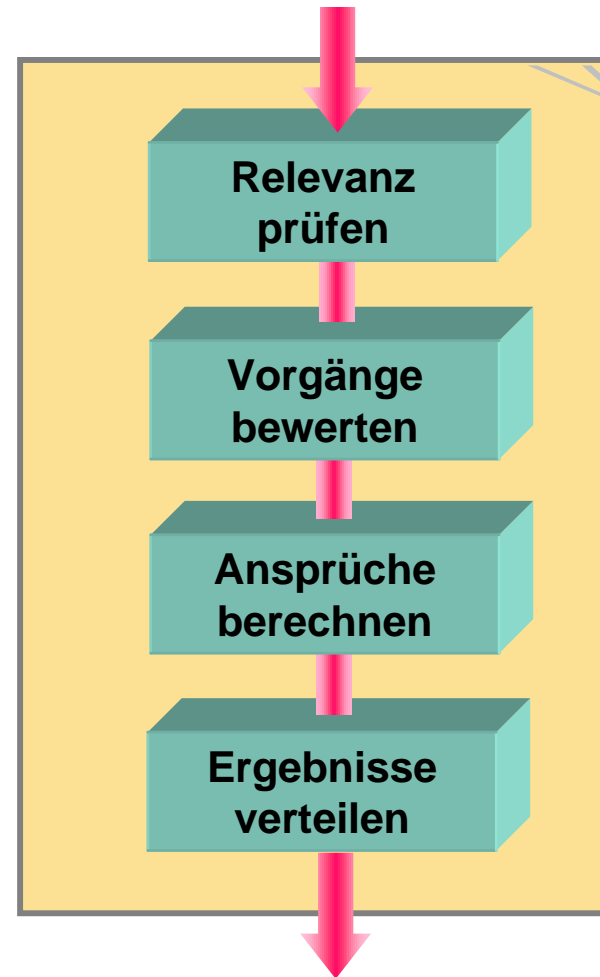 Relevanz
prüfen
Vorgänge
bewerten
Ansprüche
berechnen
Ergebnisse
verteilen